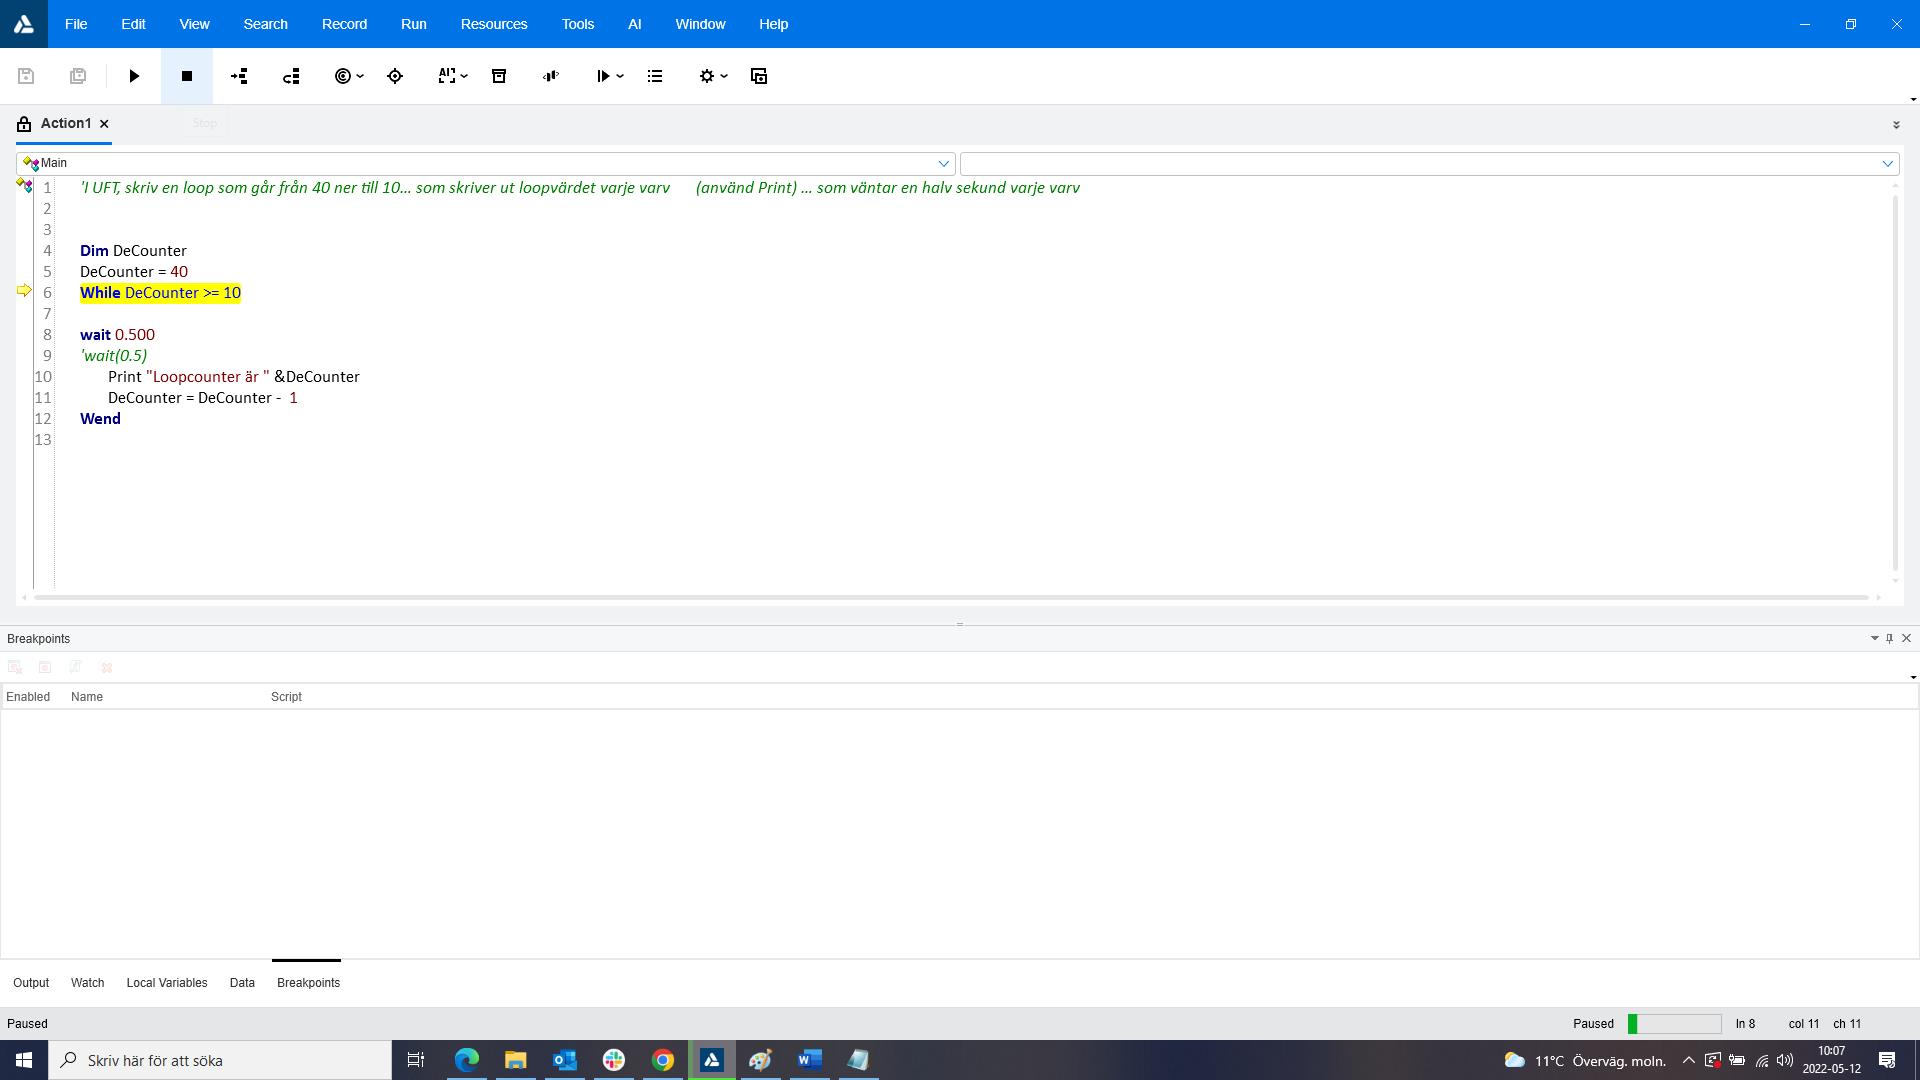 File Edit View Search Record Run Resources Tools AI Window Help
AI
Action1
Stop
Main
1 'I UFT, skriv en loop som går från 40 ner till 10... som skriver ut loopvärdet varje varv (använd Print) ... som väntar en halv sekund varje varv
2
3
4 Dim DeCounter
5 DeCounter = 40
6 While DeCounter >= 10
7
8 wait 0.500
9 'wait(0.5)
10 Print "Loopcounter är " &DeCounter
11 DeCounter = DeCounter - 1
12 Wend
13
Breakpoints
Enabled Name Script
Output Watch Local Variables Data Breakpoints
Paused Paused ln 8 col 11 ch 11
Skriv här för att söka
11°C Överväg. moln.
10:07
2022-05-12